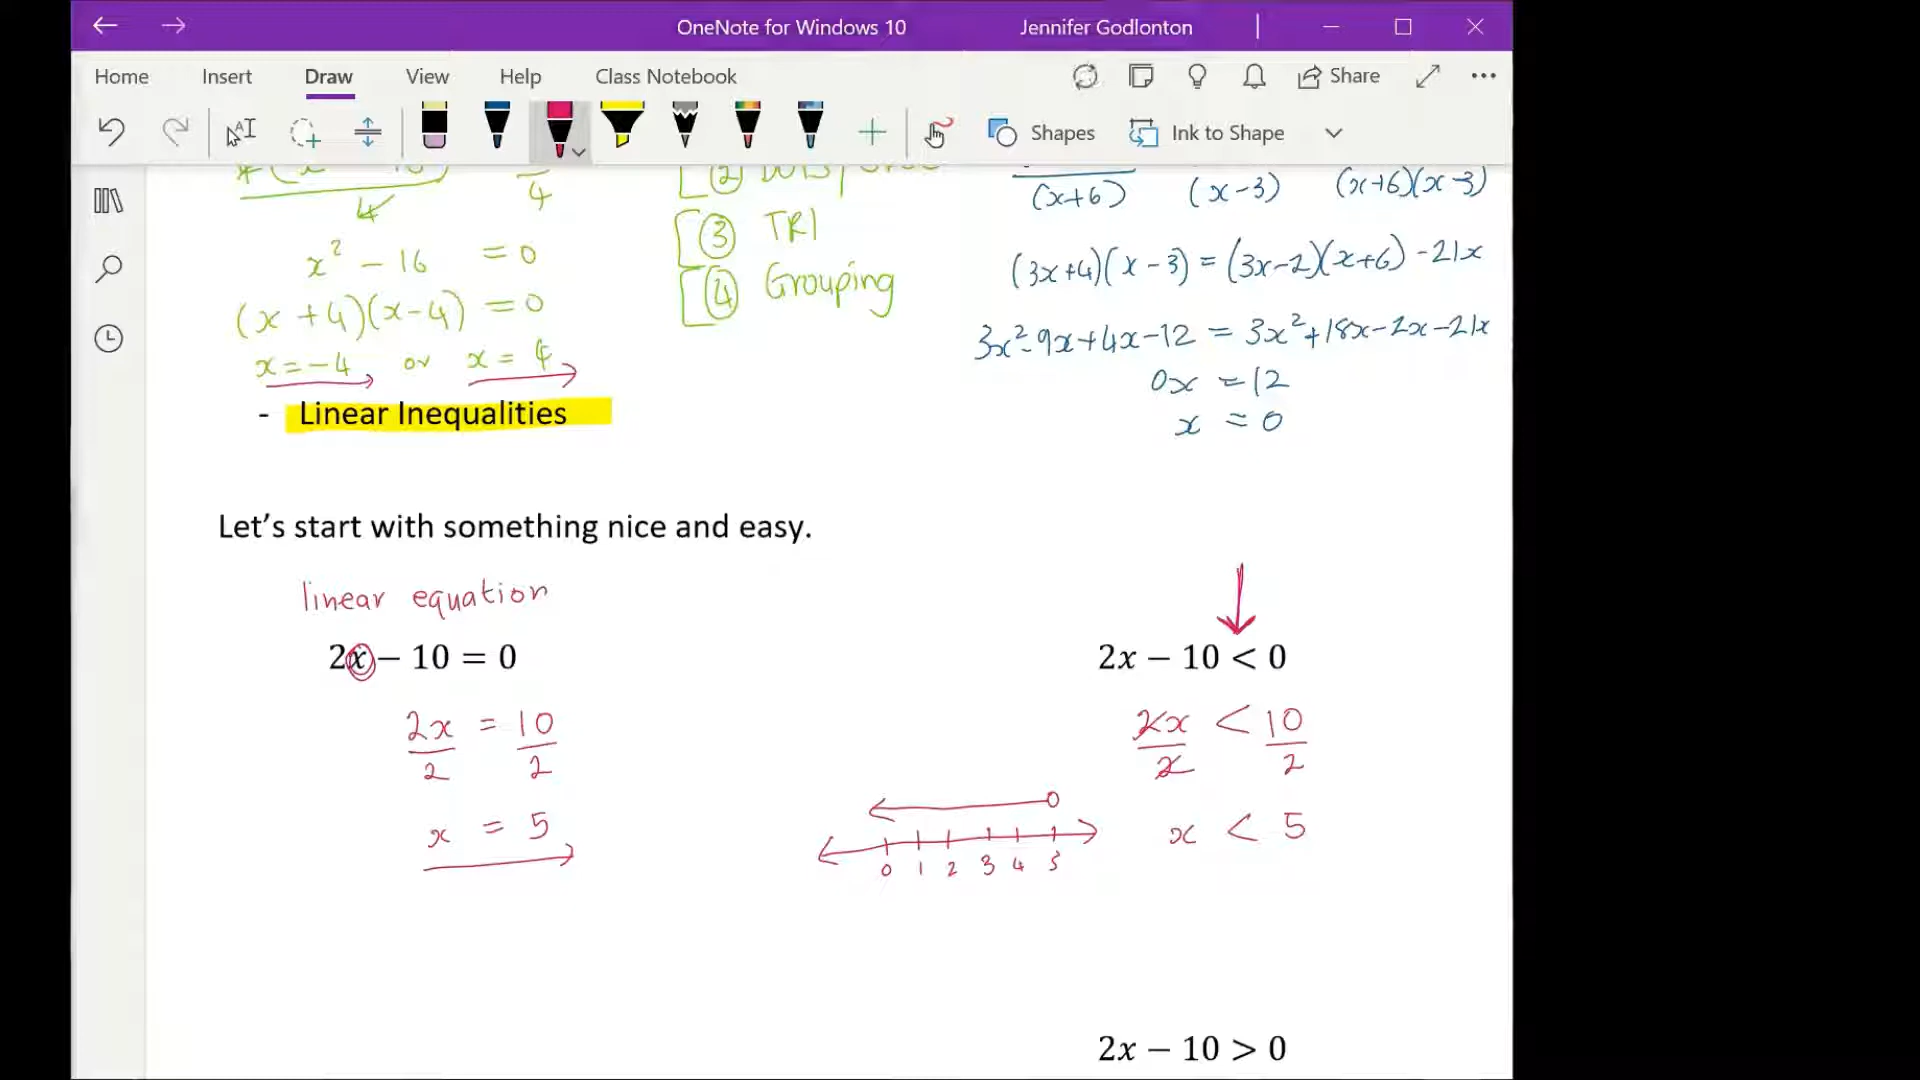 OneNote for Windows 10
Jennifer Godlonton
Home Insert Draw View Help Class Notebook Share
Shapes Ink to Shape
4
x² - 16 = 0
(x + 4)(x - 4) = 0
x = -4 or x = 4
③ TRI
④ Grouping
(x+6) (x-3) (x+6)(x-3)
(3x+4)(x-3) = (3x-2)(x+6) - 21x
3x² - 9x + 4x - 12 = 3x² + 18x - 2x - 21x
0x = 12
x = 0
- Linear Inequalities
Let's start with something nice and easy.
linear equation
2x − 10 = 0
2x = 10
2 2
x = 5
2x − 10 < 0
2x < 10
2 2
x < 5
0 1 2 3 4 5
2x − 10 > 0